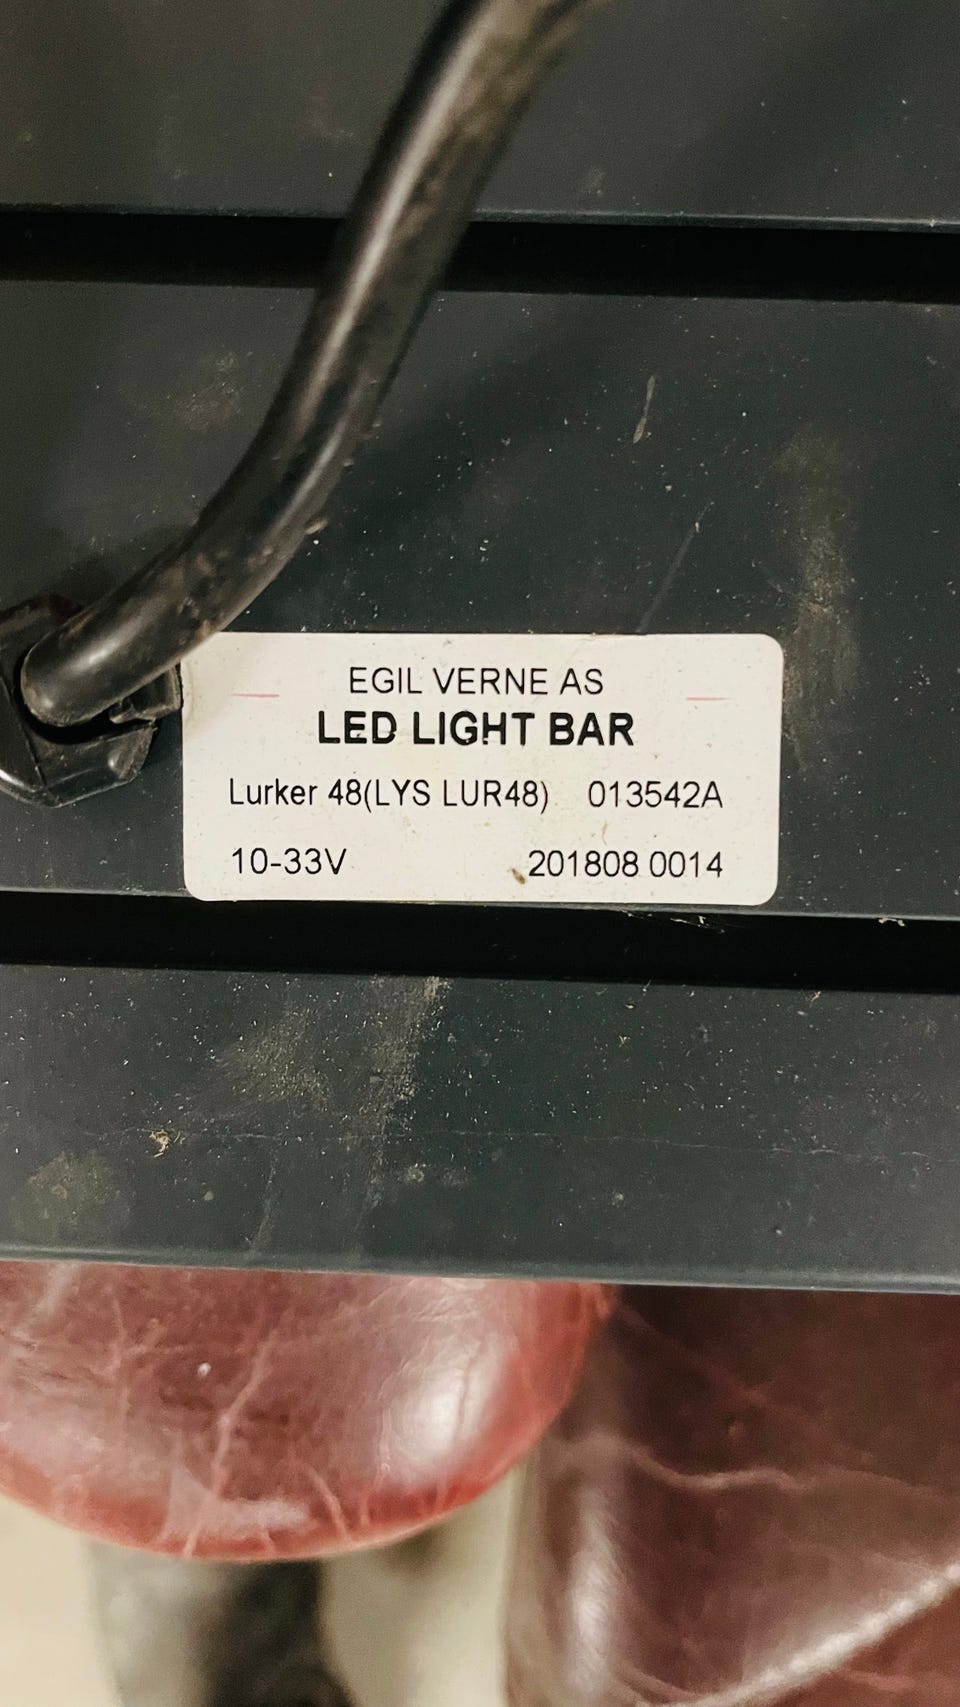 EGIL VERNE AS
LED LIGHT BAR
Lurker 48(LYS LUR48) 013542A
10-33V 201808 0014